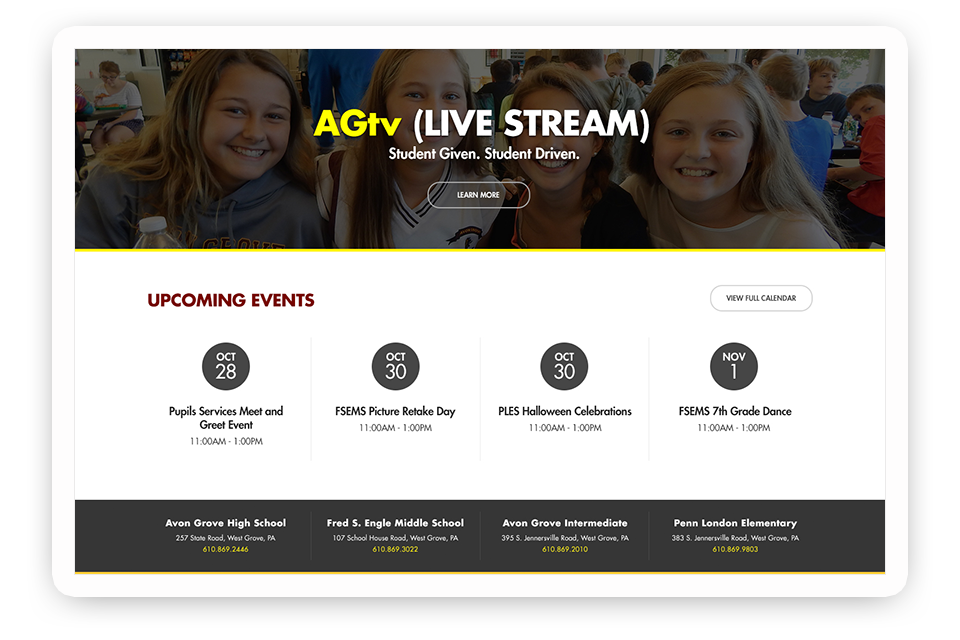 AGtv (LIVE STREAM)
Student Given. Student Driven.
LEARN MORE
UPCOMING EVENTS
VIEW FULL CALENDAR
OCT
28
Pupils Services Meet and
Greet Event
11:00AM - 1:00PM
OCT
30
FSEMS Picture Retake Day
11:00AM - 1:00PM
OCT
30
PLES Halloween Celebrations
11:00AM - 1:00PM
NOV
1
FSEMS 7th Grade Dance
11:00AM - 1:00PM
Avon Grove High School
257 State Road, West Grove, PA
610.869.2446
Fred S. Engle Middle School
107 School House Road, West Grove, PA
610.869.3022
Avon Grove Intermediate
395 S. Jennersville Road, West Grove, PA
610.869.2010
Penn London Elementary
383 S. Jennersville Road, West Grove, PA
610.869.9803